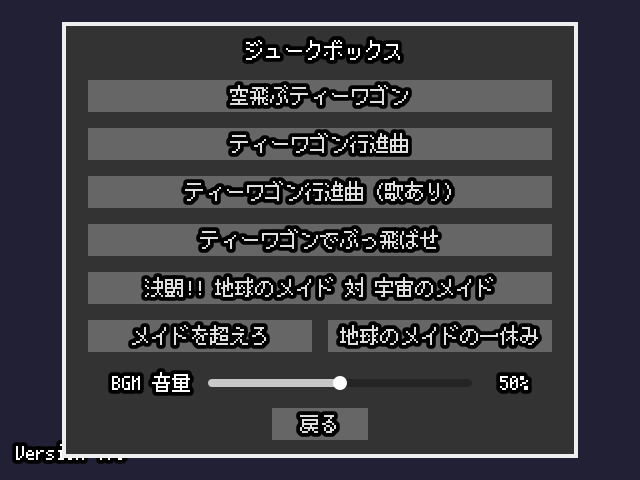 ジュークボックス
空飛ぶティーワゴン
ティーワゴン行進曲
ティーワゴン行進曲 (歌あり)
ティーワゴンでぶっ飛ばせ
決闘!! 地球のメイド 対 宇宙のメイド
メイドを超えろ 地球のメイドの一休み
BGM 音量 50%
戻る